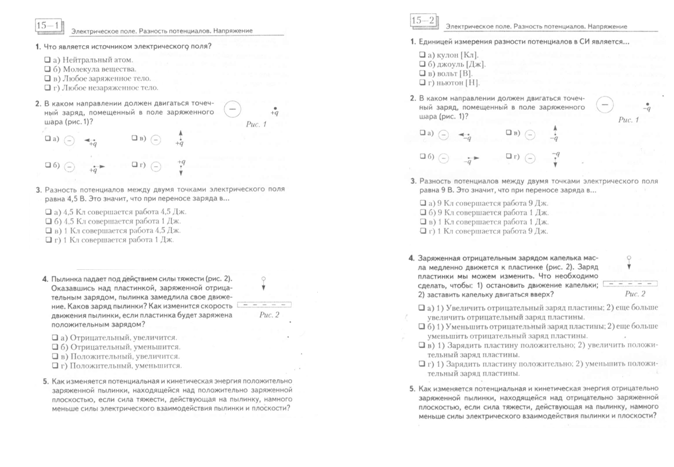 15–1
Электрическое поле. Разность потенциалов. Напряжение
1. Что является источником электрического поля?
а) Нейтральный атом.
б) Молекула вещества.
в) Любое заряженное тело.
г) Любое незаряженное тело.
2. В каком направлении должен двигаться точеч-
ный заряд, помещенный в поле заряженного
шара (рис. 1)?
+q
Рис. 1
а) +q
в) +q
б) +q
г) +q
3. Разность потенциалов между двумя точками электрического поля
равна 4,5 В. Это значит, что при переносе заряда в...
а) 4,5 Кл совершается работа 4,5 Дж.
б) 4,5 Кл совершается работа 1 Дж.
в) 1 Кл совершается работа 4,5 Дж.
г) 1 Кл совершается работа 1 Дж.
4. Пылинка падает под действием силы тяжести (рис. 2).
Оказавшись над пластинкой, заряженной отрица-
тельным зарядом, пылинка замедлила свое движе-
ние. Каков заряд пылинки? Как изменится скорость
движения пылинки, если пластинка будет заряжена
положительным зарядом?
Рис. 2
а) Отрицательный, увеличится.
б) Отрицательный, уменьшится.
в) Положительный, увеличится.
г) Положительный, уменьшится.
5. Как изменяется потенциальная и кинетическая энергия положительно
заряженной пылинки, находящейся над положительно заряженной
плоскостью, если сила тяжести, действующая на пылинку, намного
меньше силы электрического взаимодействия пылинки и плоскости?
15–2
Электрическое поле. Разность потенциалов. Напряжение
1. Единицей измерения разности потенциалов в СИ является...
а) кулон [Кл].
б) джоуль [Дж].
в) вольт [В].
г) ньютон [Н].
2. В каком направлении должен двигаться точеч-
ный заряд, помещенный в поле заряженного
шара (рис. 1)?
-q
Рис. 1
а) -q
в) -q
б) -q
г) -q
3. Разность потенциалов между двумя точками электрического поля
равна 9 В. Это значит, что при переносе заряда в...
а) 9 Кл совершается работа 9 Дж.
б) 9 Кл совершается работа 1 Дж.
в) 1 Кл совершается работа 1 Дж.
г) 1 Кл совершается работа 9 Дж.
4. Заряженная отрицательным зарядом капелька мас-
ла медленно движется к пластинке (рис. 2). Заряд
пластинки мы можем изменить. Что необходимо
сделать, чтобы: 1) остановить движение капельки;
2) заставить капельку двигаться вверх?
Рис. 2
а) 1) Увеличить отрицательный заряд пластины; 2) еще больше
увеличить отрицательный заряд пластины.
б) 1) Уменьшить отрицательный заряд пластины; 2) еще больше
уменьшить отрицательный заряд пластины.
в) 1) Зарядить пластину положительно; 2) увеличить положи-
тельный заряд пластины.
г) 1) Зарядить пластину положительно; 2) уменьшить положи-
тельный заряд пластины.
5. Как изменяется потенциальная и кинетическая энергия отрицательно
заряженной пылинки, находящейся над отрицательно заряженной
плоскостью, если сила тяжести, действующая на пылинку, намного
меньше силы электрического взаимодействия пылинки и плоскости?